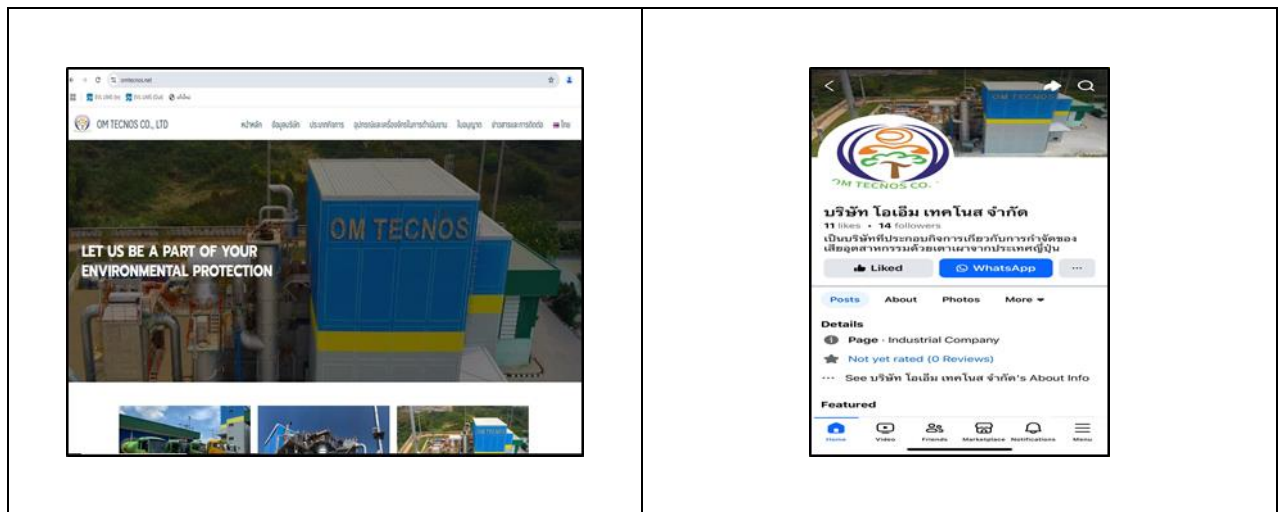 omtecnos.net
OM TECNOS CO., LTD
หน้าหลัก ข้อมูลบริษัท ประเภทกิจการ อุปกรณ์และเครื่องจักรในการดำเนินงาน ใบอนุญาต ข่าวสารและการติดต่อ ไทย
OM TECNOS
LET US BE A PART OF YOUR
ENVIRONMENTAL PROTECTION
OM TECNOS
OM TECNOS CO.
บริษัท โอเอ็ม เทคโนส จำกัด
11 likes • 14 followers
เป็นบริษัทที่ประกอบกิจการเกี่ยวกับการกำจัดของ
เสียอุตสาหกรรมด้วยเตาเผาจากประเทศญี่ปุ่น
Liked WhatsApp
Posts About Photos More
Details
Page · Industrial Company
Not yet rated (0 Reviews)
See บริษัท โอเอ็ม เทคโนส จำกัด's About Info
Featured
Home Video Friends Marketplace Notifications Menu